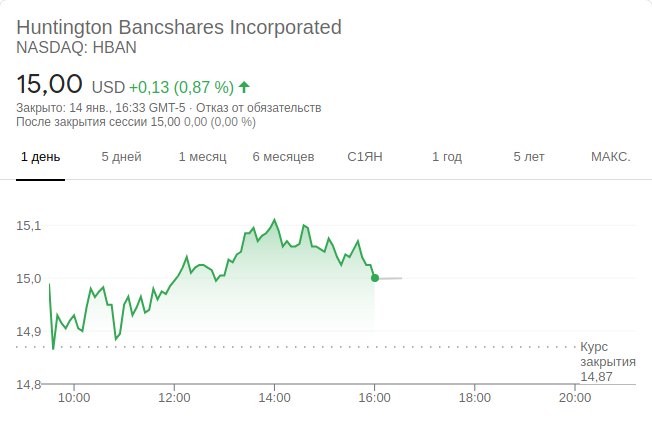 Huntington Bancshares Incorporated
NASDAQ: HBAN
15,00 USD +0,13 (0,87 %)
Закрыто: 14 янв., 16:33 GMT-5 · Отказ от обязательств
После закрытия сессии 15,00 0,00 (0,00 %)
1 день 5 дней 1 месяц 6 месяцев С1ЯН 1 год 5 лет МАКС.
15,1
15,0
14,9
Курс
закрытия
14,87
14,8
10:00 12:00 14:00 16:00 18:00 20:00